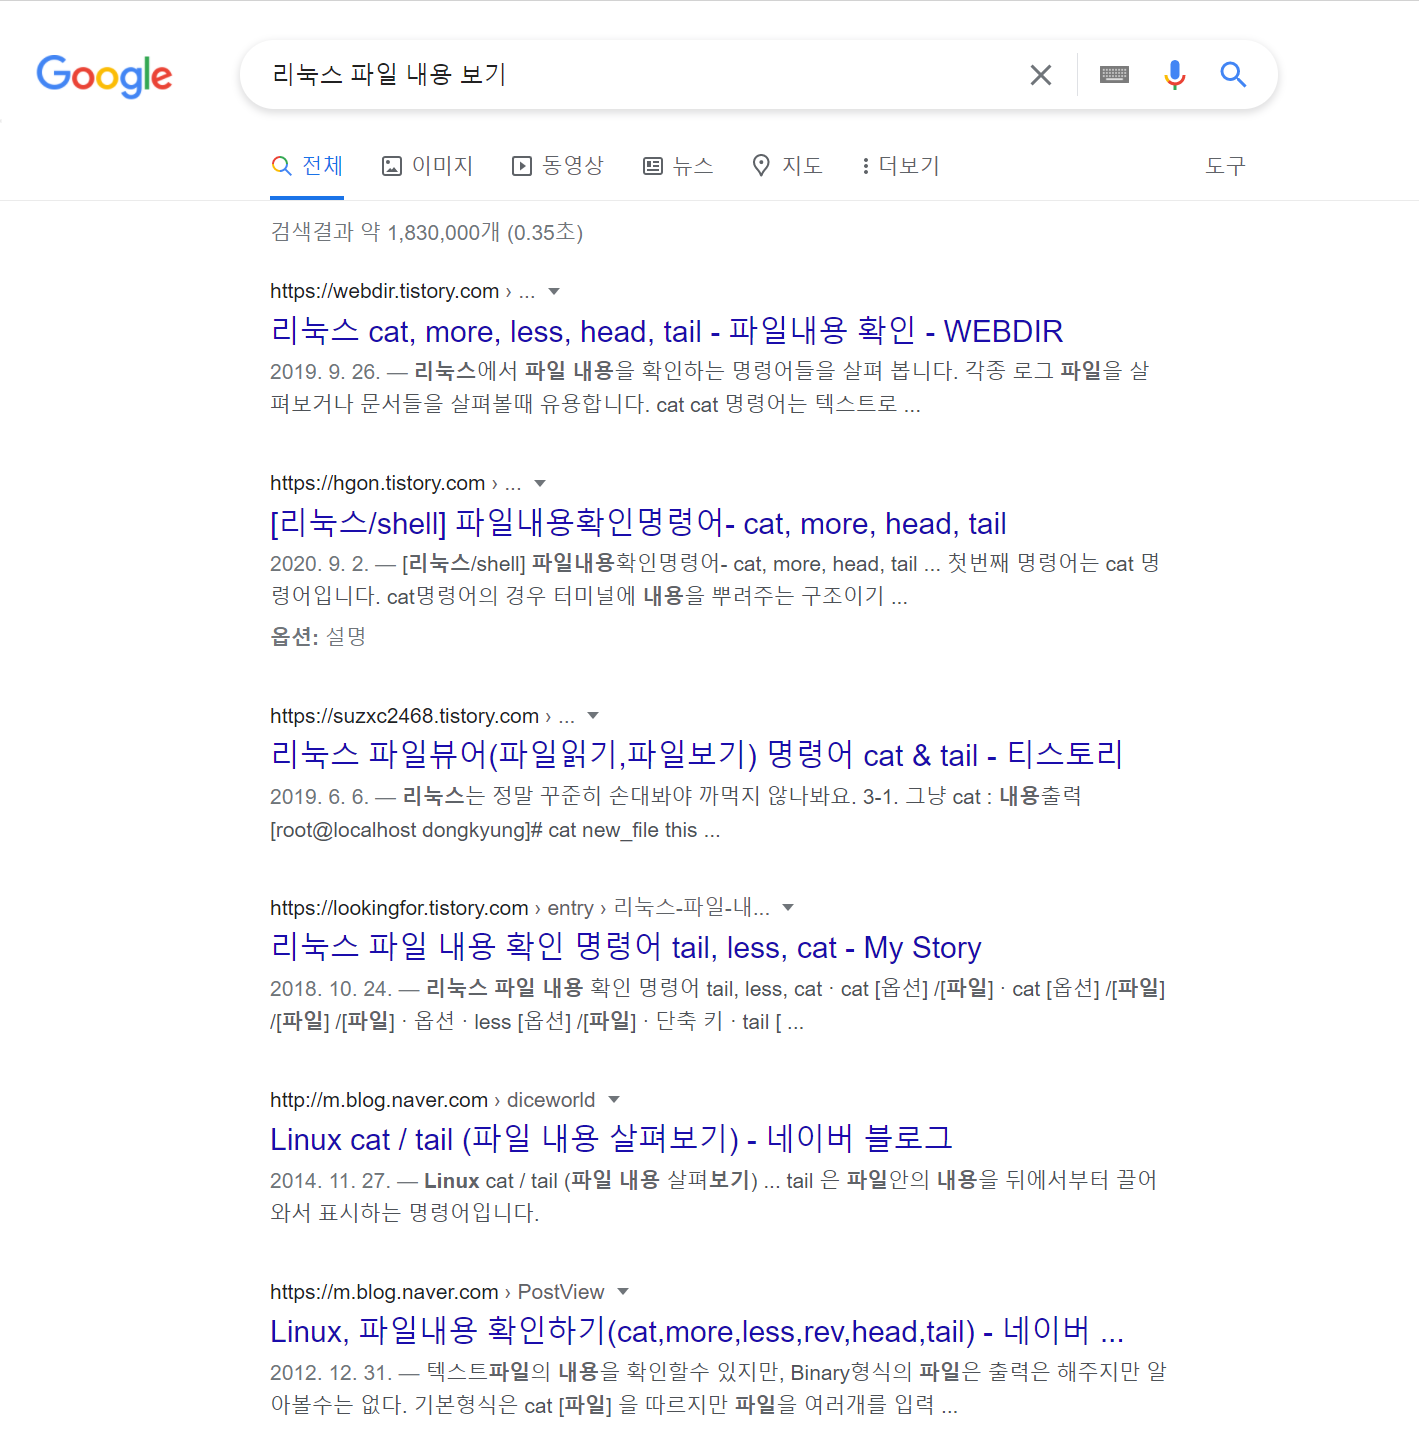 Google
리눅스 파일 내용 보기
전체 이미지 동영상 뉴스 지도 더보기 도구
검색결과 약 1,830,000개 (0.35초)
https://webdir.tistory.com › ...
리눅스 cat, more, less, head, tail - 파일내용 확인 - WEBDIR
2019. 9. 26. — 리눅스에서 파일 내용을 확인하는 명령어들을 살펴 봅니다. 각종 로그 파일을 살
펴보거나 문서들을 살펴볼때 유용합니다. cat cat 명령어는 텍스트로 ...
https://hgon.tistory.com › ...
[리눅스/shell] 파일내용확인명령어- cat, more, head, tail
2020. 9. 2. — [리눅스/shell] 파일내용확인명령어- cat, more, head, tail ... 첫번째 명령어는 cat 명
령어입니다. cat명령어의 경우 터미널에 내용을 뿌려주는 구조이기 ...
옵션: 설명
https://suzxc2468.tistory.com › ...
리눅스 파일뷰어(파일읽기,파일보기) 명령어 cat & tail - 티스토리
2019. 6. 6. — 리눅스는 정말 꾸준히 손대봐야 까먹지 않나봐요. 3-1. 그냥 cat : 내용출력
[root@localhost dongkyung]# cat new_file this ...
https://lookingfor.tistory.com › entry › 리눅스-파일-내...
리눅스 파일 내용 확인 명령어 tail, less, cat - My Story
2018. 10. 24. — 리눅스 파일 내용 확인 명령어 tail, less, cat · cat [옵션] /[파일] · cat [옵션] /[파일]
/[파일] /[파일] · 옵션 · less [옵션] /[파일] · 단축 키 · tail [ ...
http://m.blog.naver.com › diceworld
Linux cat / tail (파일 내용 살펴보기) - 네이버 블로그
2014. 11. 27. — Linux cat / tail (파일 내용 살펴보기) ... tail 은 파일안의 내용을 뒤에서부터 끌어
와서 표시하는 명령어입니다.
https://m.blog.naver.com › PostView
Linux, 파일내용 확인하기(cat,more,less,rev,head,tail) - 네이버 ...
2012. 12. 31. — 텍스트파일의 내용을 확인할수 있지만, Binary형식의 파일은 출력은 해주지만 알
아볼수는 없다. 기본형식은 cat [파일] 을 따르지만 파일을 여러개를 입력 ...